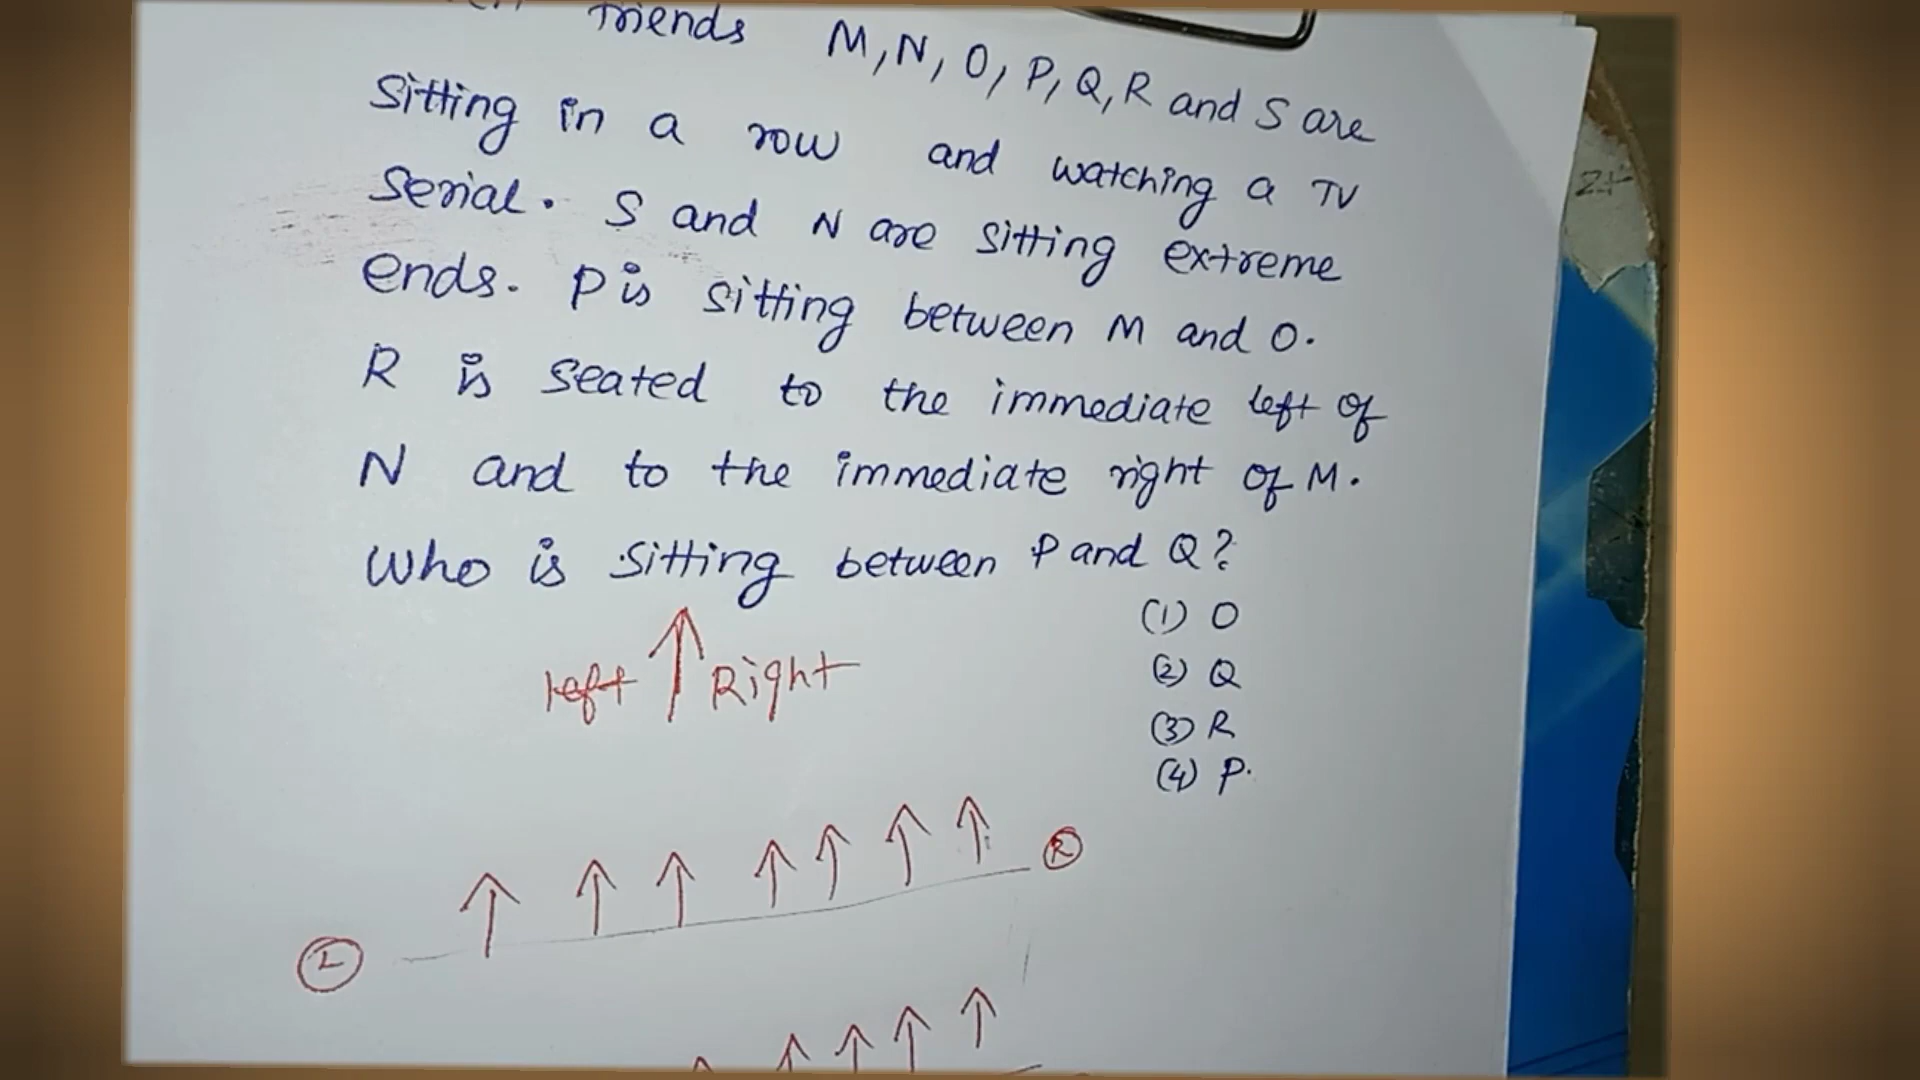 friends M, N, O, P, Q, R and S are
Sitting in a row and watching a TV
Serial. S and N are sitting extreme
ends. P is sitting between M and O.
R is seated to the immediate left of
N and to the immediate right of M.
Who is sitting between P and Q?
(1) O
(2) Q
(3) R
(4) P.
left Right
R
L